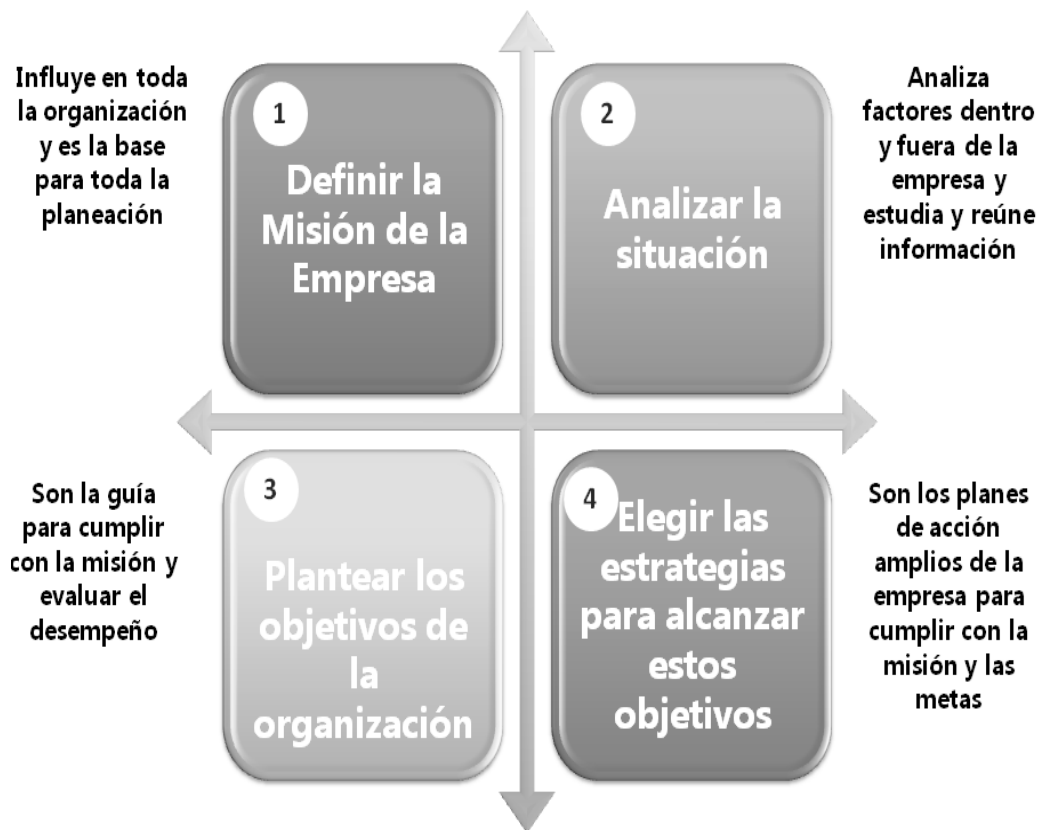 Influye en toda
la organización
y es la base
para toda la
planeación
1
Definir la
Misión de la
Empresa
2
Analizar la
situación
Analiza
factores dentro
y fuera de la
empresa y
estudia y reúne
información
Son la guía
para cumplir
con la misión y
evaluar el
desempeño
3
Plantear los
objetivos de
la
organización
4
Elegir las
estrategias
para alcanzar
estos
objetivos
Son los planes
de acción
amplios de la
empresa para
cumplir con la
misión y las
metas